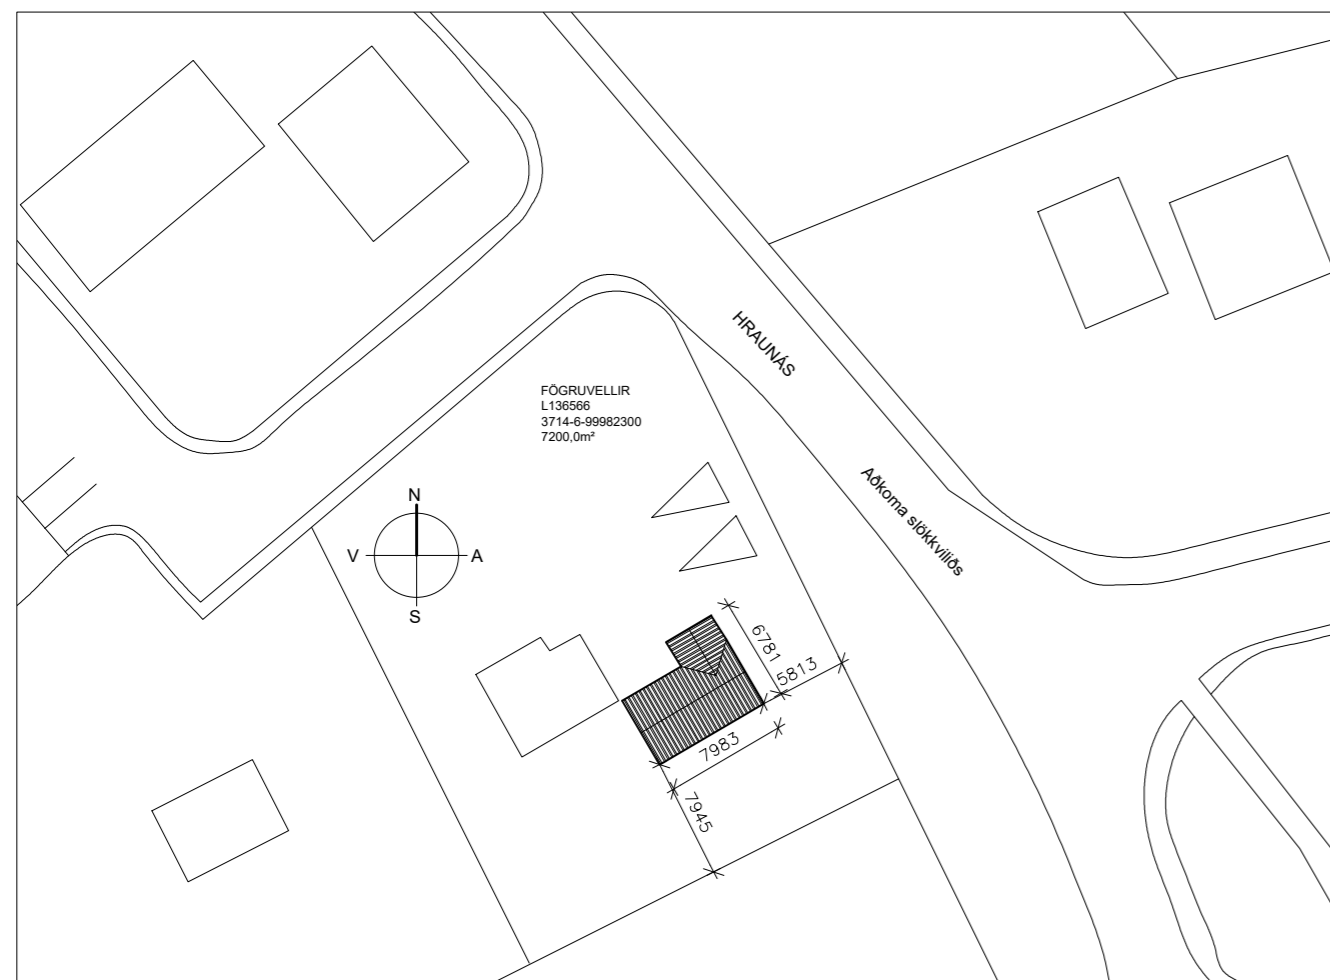 HRAUNÁS
FÖGRUVELLIR
L136566
3714-6-99982300
7200,0m²
Aðkoma slökkviliðs
N
V
A
S
6781
5813
7983
7945